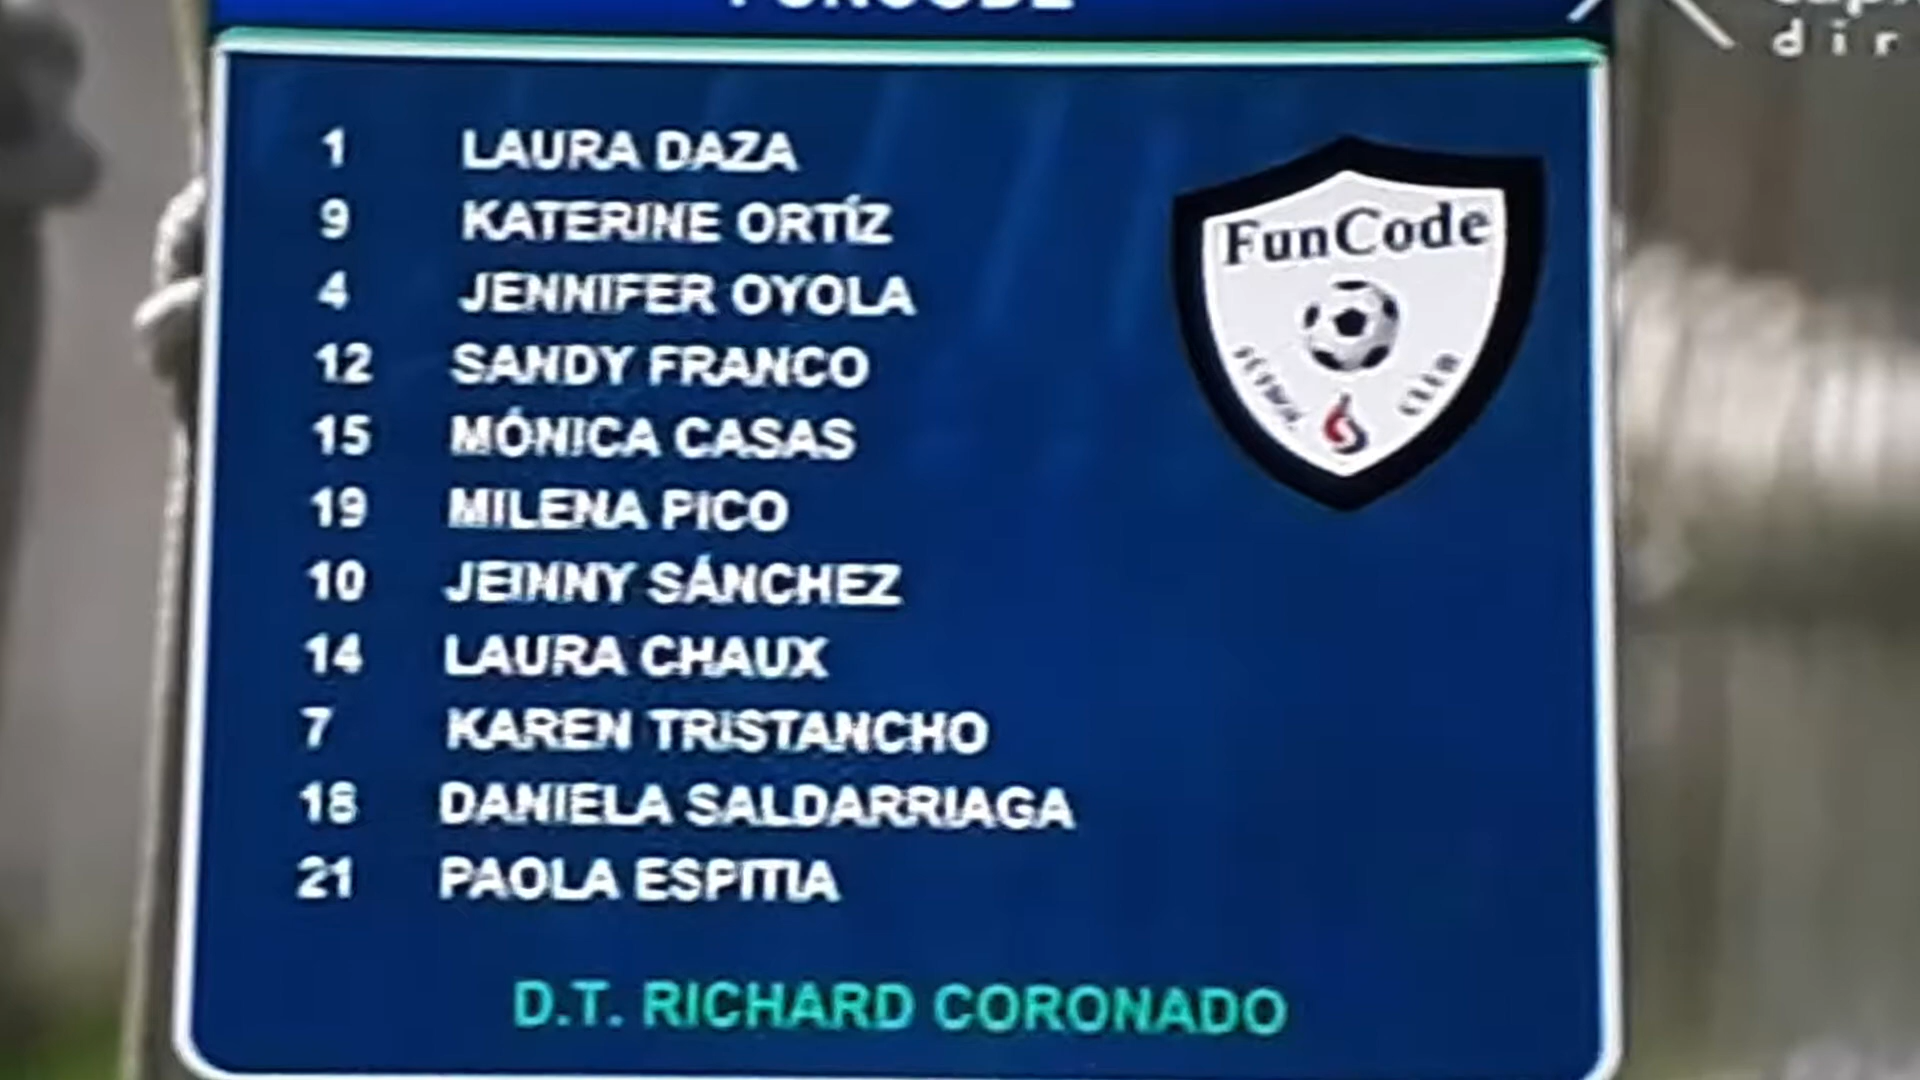 FUNCODE
1 LAURA DAZA
9 KATERINE ORTÍZ
4 JENNIFER OYOLA
12 SANDY FRANCO
15 MÓNICA CASAS
19 MILENA PICO
10 JEINNY SÁNCHEZ
14 LAURA CHAUX
7 KAREN TRISTANCHO
18 DANIELA SALDARRIAGA
21 PAOLA ESPITIA
D.T. RICHARD CORONADO
FunCode